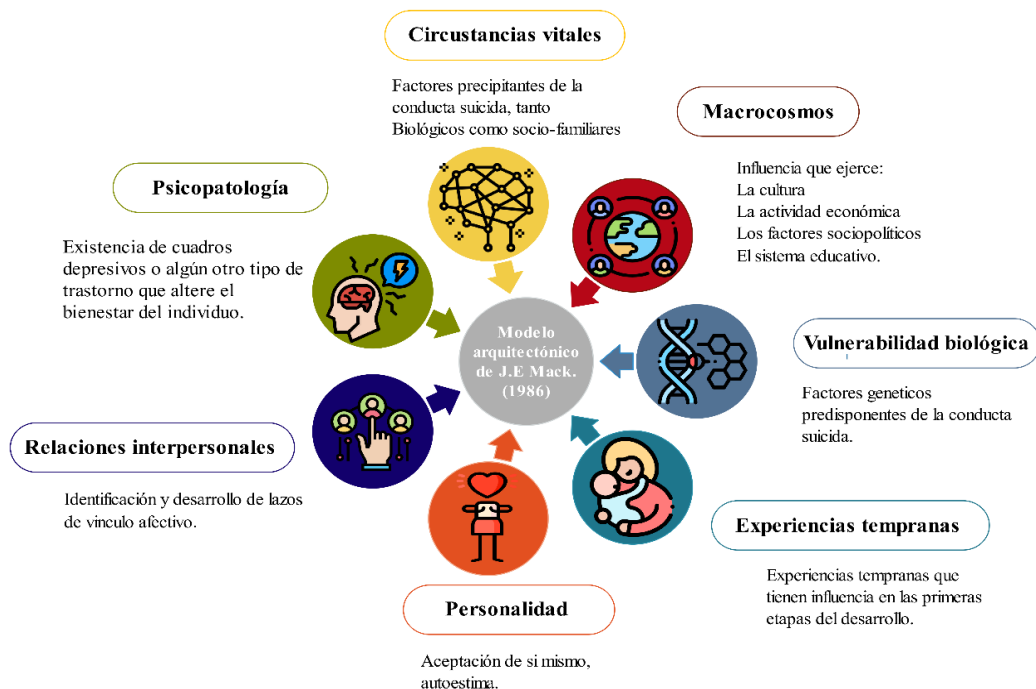 Circustancias vitales
Factores precipitantes de la
conducta suicida, tanto
Biológicos como socio-familiares
Macrocosmos
Influencia que ejerce:
La cultura
La actividad económica
Los factores sociopolíticos
El sistema educativo.
Psicopatología
Existencia de cuadros
depresivos o algún otro tipo de
trastorno que altere el
bienestar del individuo.
Modelo
arquitectónico
de J.E Mack.
(1986)
Vulnerabilidad biológica
Factores geneticos
predisponentes de la conducta
suicida.
Relaciones interpersonales
Identificación y desarrollo de lazos
de vinculo afectivo.
Experiencias tempranas
Experiencias tempranas que
tienen influencia en las primeras
etapas del desarrollo.
Personalidad
Aceptación de si mismo,
autoestima.